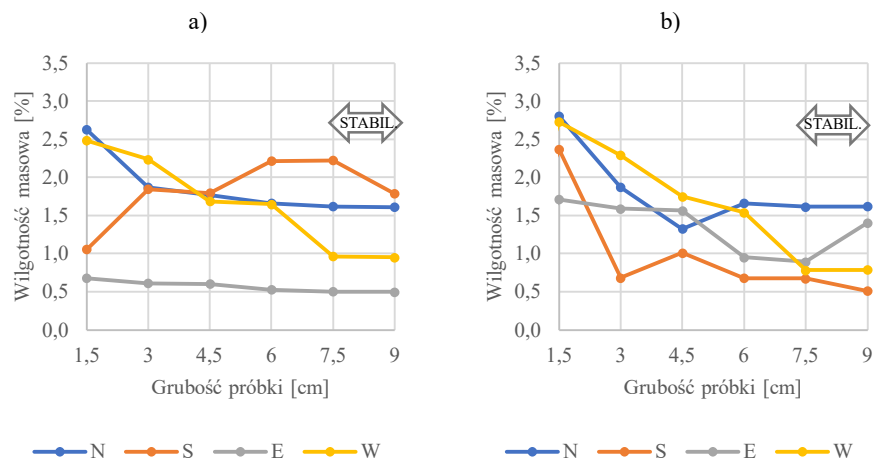 a)
3,5
3,0
2,5
2,0
1,5
1,0
0,5
0,0
Wilgotność masowa [%]
STABIL.
1,5 3 4,5 6 7,5 9
Grubość próbki [cm]
N S E W
b)
3,5
3,0
2,5
2,0
1,5
1,0
0,5
0,0
Wilgotność masowa [%]
STABIL.
1,5 3 4,5 6 7,5 9
Grubość próbki [cm]
N S E W